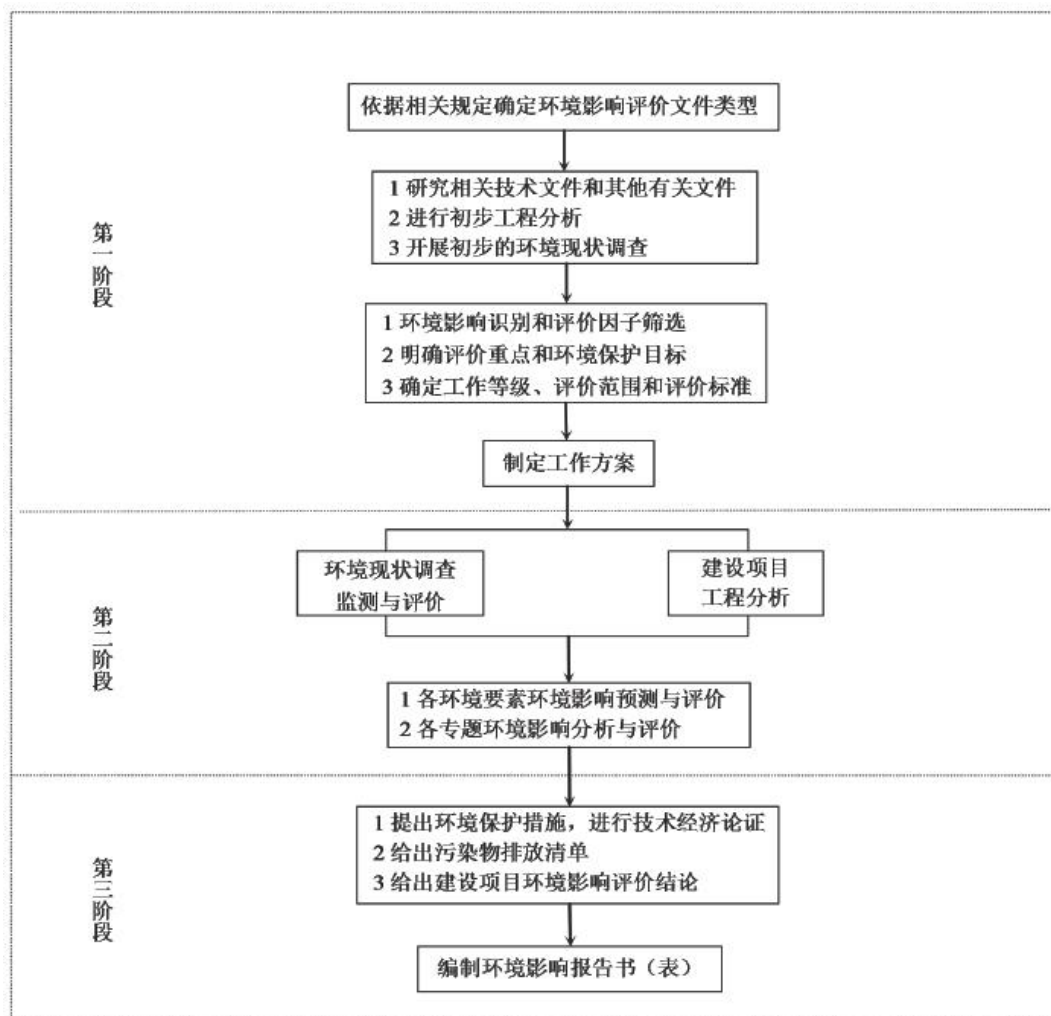 依据相关规定确定环境影响评价文件类型
1 研究相关技术文件和其他有关文件
2 进行初步工程分析
3 开展初步的环境现状调查
第一阶段
1 环境影响识别和评价因子筛选
2 明确评价重点和环境保护目标
3 确定工作等级、评价范围和评价标准
制定工作方案
环境现状调查
监测与评价
建设项目
工程分析
第二阶段
1 各环境要素环境影响预测与评价
2 各专题环境影响分析与评价
1 提出环境保护措施，进行技术经济论证
2 给出污染物排放清单
3 给出建设项目环境影响评价结论
第三阶段
编制环境影响报告书（表）